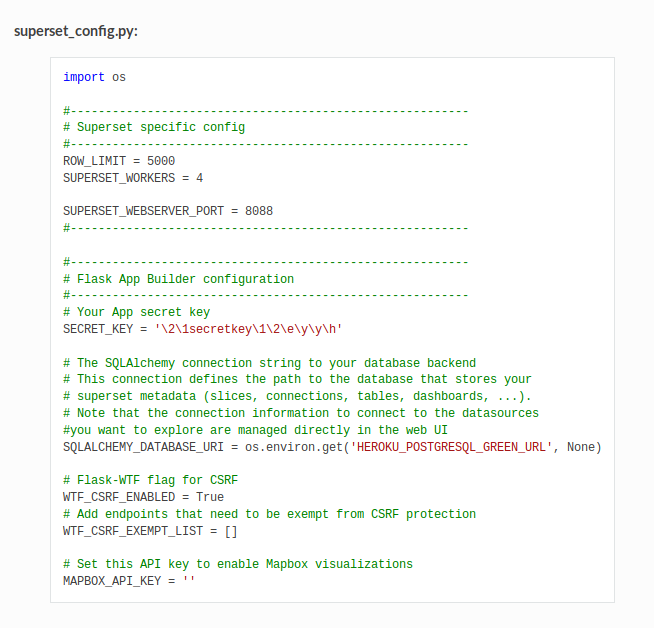 superset_config.py:
import os
#---------------------------------------------------------
# Superset specific config
#---------------------------------------------------------
ROW_LIMIT = 5000
SUPERSET_WORKERS = 4
SUPERSET_WEBSERVER_PORT = 8088
#---------------------------------------------------------
#---------------------------------------------------------
# Flask App Builder configuration
#---------------------------------------------------------
# Your App secret key
SECRET_KEY = '\2\1secretkey\1\2\e\y\y\h'
# The SQLAlchemy connection string to your database backend
# This connection defines the path to the database that stores your
# superset metadata (slices, connections, tables, dashboards, ...).
# Note that the connection information to connect to the datasources
#you want to explore are managed directly in the web UI
SQLALCHEMY_DATABASE_URI = os.environ.get('HEROKU_POSTGRESQL_GREEN_URL', None)
# Flask-WTF flag for CSRF
WTF_CSRF_ENABLED = True
# Add endpoints that need to be exempt from CSRF protection
WTF_CSRF_EXEMPT_LIST = []
# Set this API key to enable Mapbox visualizations
MAPBOX_API_KEY = ''